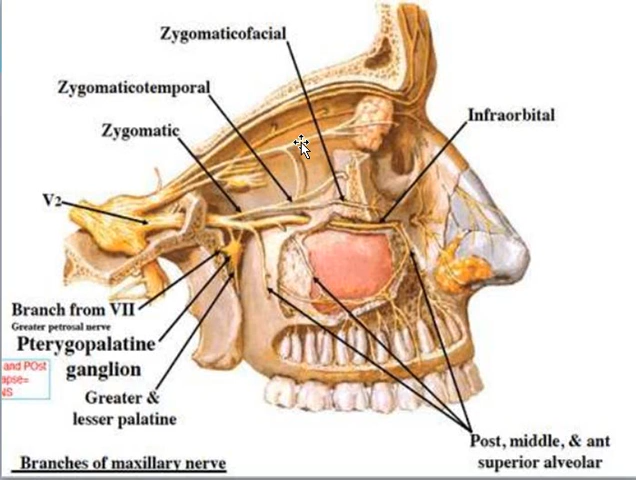 Zygomaticofacial
Zygomaticotemporal
Infraorbital
Zygomatic
V2
Branch from VII
Greater petrosal nerve
Pterygopalatine
ganglion
and POst
apse=
NS
Greater &
lesser palatine
Post, middle, & ant
superior alveolar
Branches of maxillary nerve